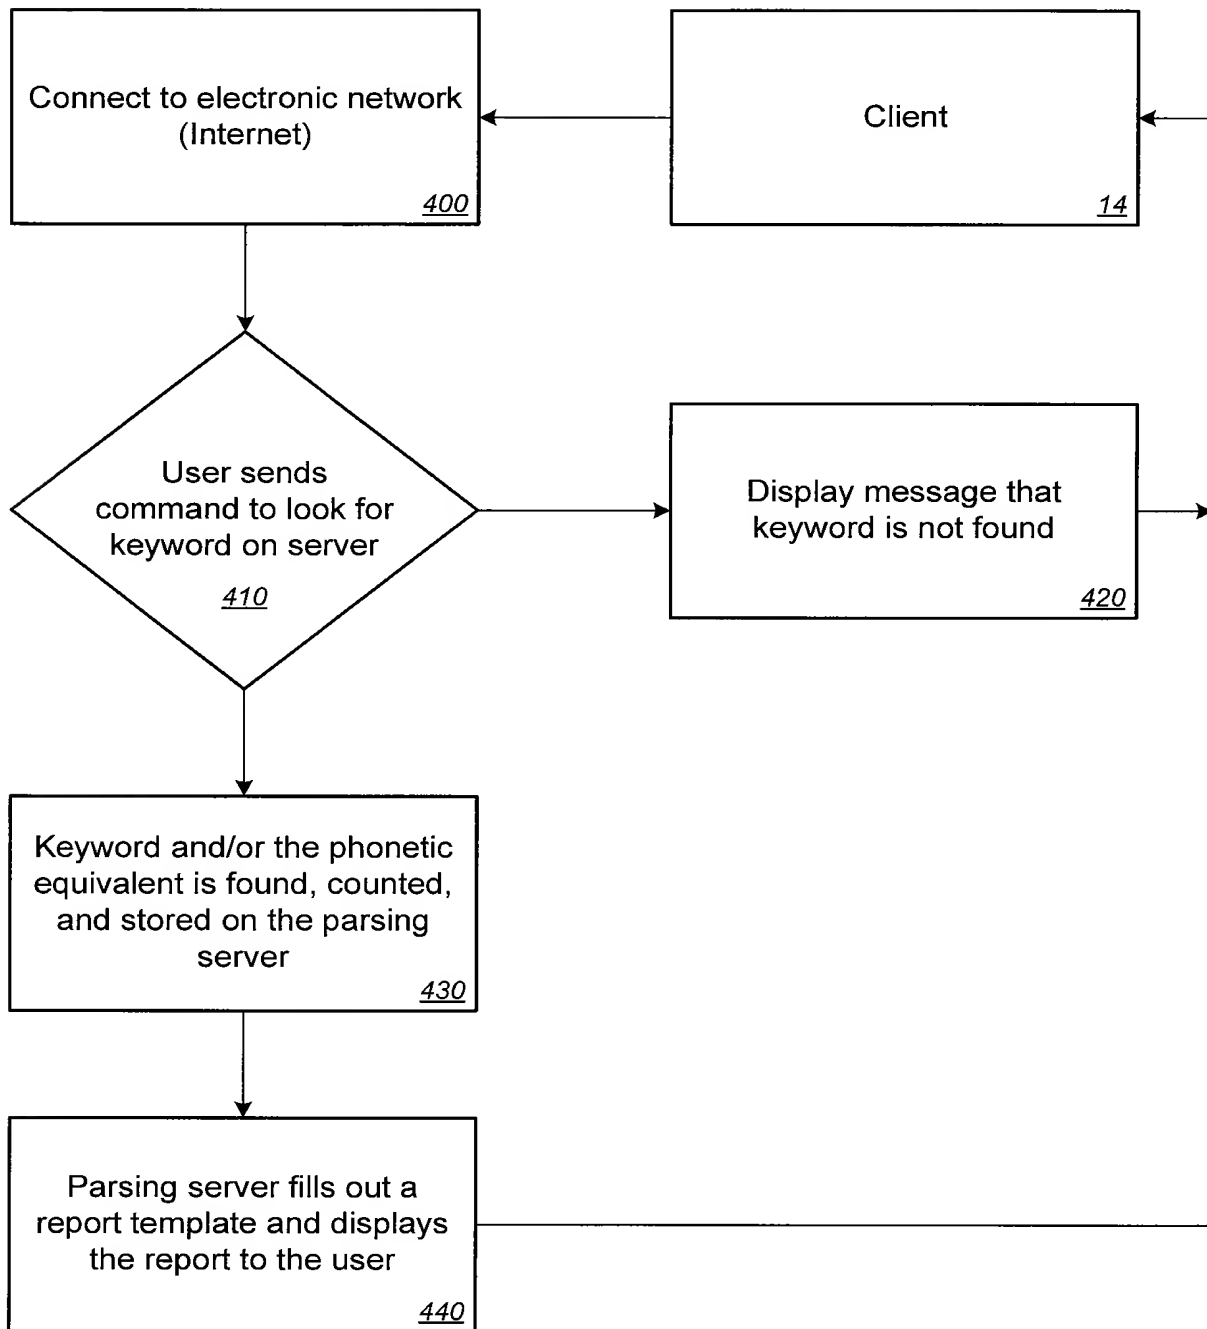 Connect to electronic network
(Internet)
400
Client
14
User sends
command to look for
keyword on server
410
Display message that
keyword is not found
420
Keyword and/or the phonetic
equivalent is found, counted,
and stored on the parsing
server
430
Parsing server fills out a
report template and displays
the report to the user
440